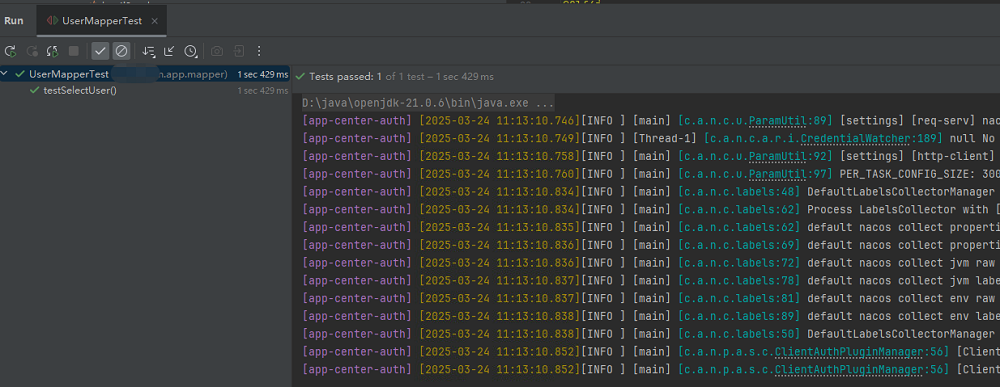 Run UserMapperTest
UserMapperTest n.app.mapper) 1 sec 429 ms
testSelectUser() 1 sec 429 ms
Tests passed: 1 of 1 test – 1 sec 429 ms
D:\java\openjdk-21.0.6\bin\java.exe ...
[app-center-auth] [2025-03-24 11:13:10.746][INFO ] [main] [c.a.n.c.u.ParamUtil:89] [settings] [req-serv] nac
[app-center-auth] [2025-03-24 11:13:10.749][INFO ] [Thread-1] [c.a.n.c.a.r.i.CredentialWatcher:189] null No
[app-center-auth] [2025-03-24 11:13:10.758][INFO ] [main] [c.a.n.c.u.ParamUtil:92] [settings] [http-client]
[app-center-auth] [2025-03-24 11:13:10.760][INFO ] [main] [c.a.n.c.u.ParamUtil:97] PER_TASK_CONFIG_SIZE: 300
[app-center-auth] [2025-03-24 11:13:10.834][INFO ] [main] [c.a.n.c.labels:48] DefaultLabelsCollectorManager
[app-center-auth] [2025-03-24 11:13:10.834][INFO ] [main] [c.a.n.c.labels:62] Process LabelsCollector with [
[app-center-auth] [2025-03-24 11:13:10.835][INFO ] [main] [c.a.n.c.labels:62] default nacos collect properti
[app-center-auth] [2025-03-24 11:13:10.836][INFO ] [main] [c.a.n.c.labels:69] default nacos collect properti
[app-center-auth] [2025-03-24 11:13:10.836][INFO ] [main] [c.a.n.c.labels:72] default nacos collect jvm raw
[app-center-auth] [2025-03-24 11:13:10.837][INFO ] [main] [c.a.n.c.labels:78] default nacos collect jvm labe
[app-center-auth] [2025-03-24 11:13:10.837][INFO ] [main] [c.a.n.c.labels:81] default nacos collect env raw
[app-center-auth] [2025-03-24 11:13:10.838][INFO ] [main] [c.a.n.c.labels:89] default nacos collect env labe
[app-center-auth] [2025-03-24 11:13:10.838][INFO ] [main] [c.a.n.c.labels:50] DefaultLabelsCollectorManager
[app-center-auth] [2025-03-24 11:13:10.852][INFO ] [main] [c.a.n.p.a.s.c.ClientAuthPluginManager:56] [Client
[app-center-auth] [2025-03-24 11:13:10.852][INFO ] [main] [c.a.n.p.a.s.c.ClientAuthPluginManager:56] [Client